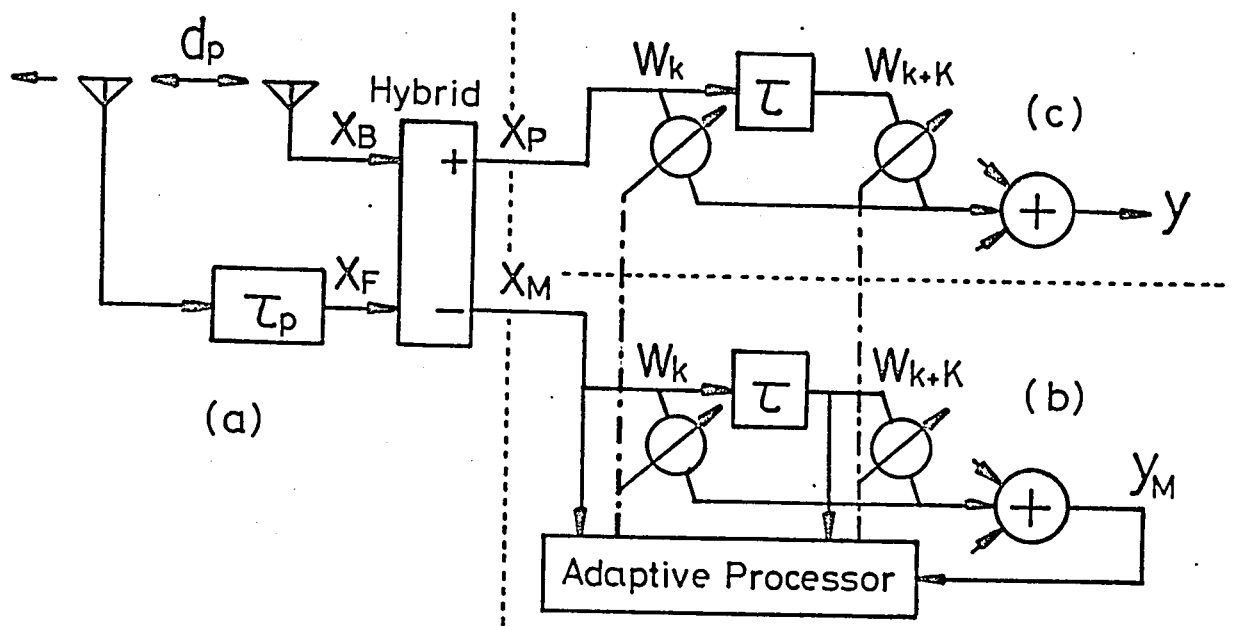 dp
Hybrid
XB
XF
τp
+
−
(a)
XP
XM
Wk
τ
Wk+K
(c)
+
y
Wk
τ
Wk+K
(b)
+
yM
Adaptive Processor